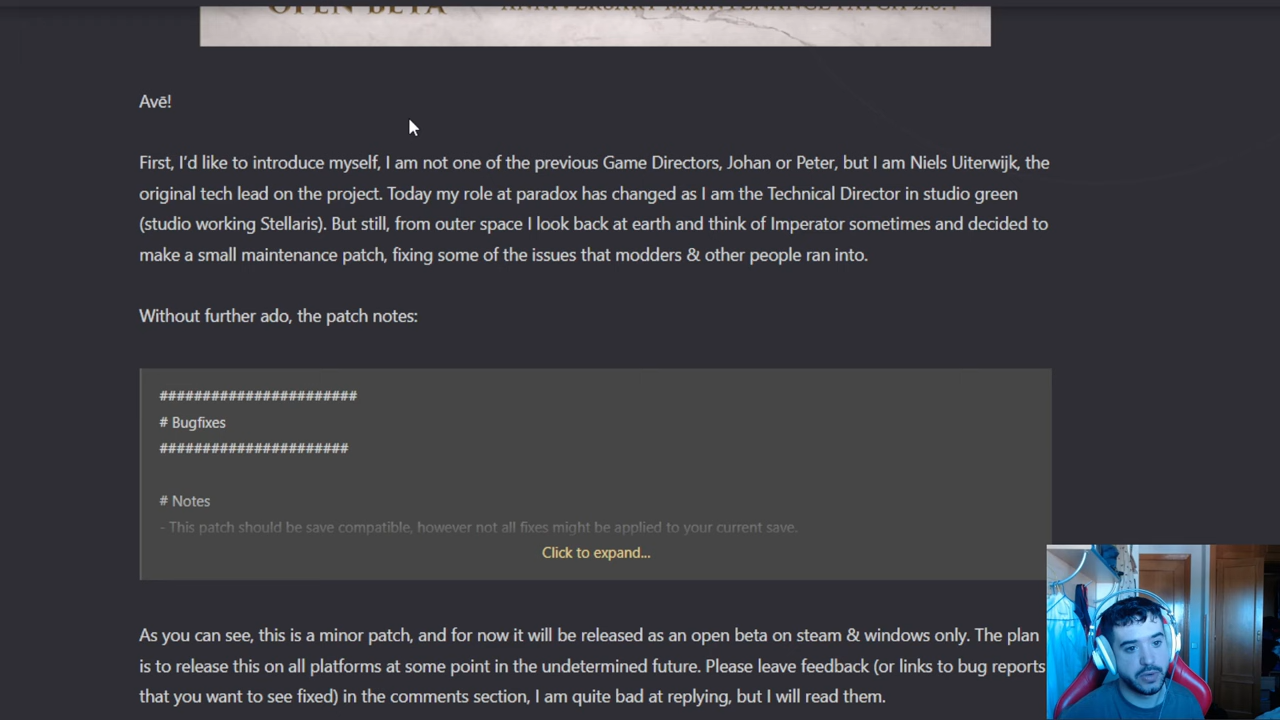 OPEN BETA ANNIVERSARY MAINTENANCE PATCH 2.0.4
Avē!
First, I'd like to introduce myself, I am not one of the previous Game Directors, Johan or Peter, but I am Niels Uiterwijk, the
original tech lead on the project. Today my role at paradox has changed as I am the Technical Director in studio green
(studio working Stellaris). But still, from outer space I look back at earth and think of Imperator sometimes and decided to
make a small maintenance patch, fixing some of the issues that modders & other people ran into.
Without further ado, the patch notes:
#######################
# Bugfixes
######################
# Notes
- This patch should be save compatible, however not all fixes might be applied to your current save.
Click to expand...
As you can see, this is a minor patch, and for now it will be released as an open beta on steam & windows only. The plan
is to release this on all platforms at some point in the undetermined future. Please leave feedback (or links to bug reports
that you want to see fixed) in the comments section, I am quite bad at replying, but I will read them.